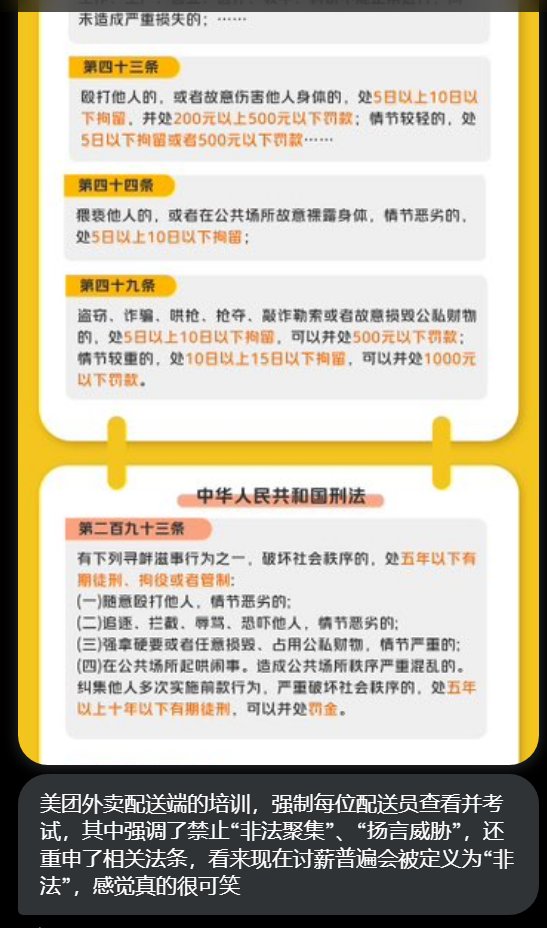 未造成严重损失的；……
第四十三条
殴打他人的，或者故意伤害他人身体的，处5日以上10日以
下拘留，并处200元以上500元以下罚款；情节较轻的，处
5日以下拘留或者500元以下罚款……
第四十四条
猥亵他人的，或者在公共场所故意裸露身体，情节恶劣的，
处5日以上10日以下拘留；
第四十九条
盗窃、诈骗、哄抢、抢夺、敲诈勒索或者故意损毁公私财物
的，处5日以上10日以下拘留，可以并处500元以下罚款；
情节较重的，处10日以上15日以下拘留，可以并处1000元
以下罚款。
中华人民共和国刑法
第二百九十三条
有下列寻衅滋事行为之一，破坏社会秩序的，处五年以下有
期徒刑、拘役或者管制：
(一)随意殴打他人，情节恶劣的；
(二)追逐、拦截、辱骂、恐吓他人，情节恶劣的；
(三)强拿硬要或者任意损毁、占用公私财物，情节严重的；
(四)在公共场所起哄闹事。造成公共场所秩序严重混乱的。
纠集他人多次实施前款行为，严重破坏社会秩序的，处五年
以上十年以下有期徒刑，可以并处罚金。
美团外卖配送端的培训，强制每位配送员查看并考
试，其中强调了禁止“非法聚集”、“扬言威胁”，还
重申了相关法条，看来现在讨薪普遍会被定义为“非
法”，感觉真的很可笑